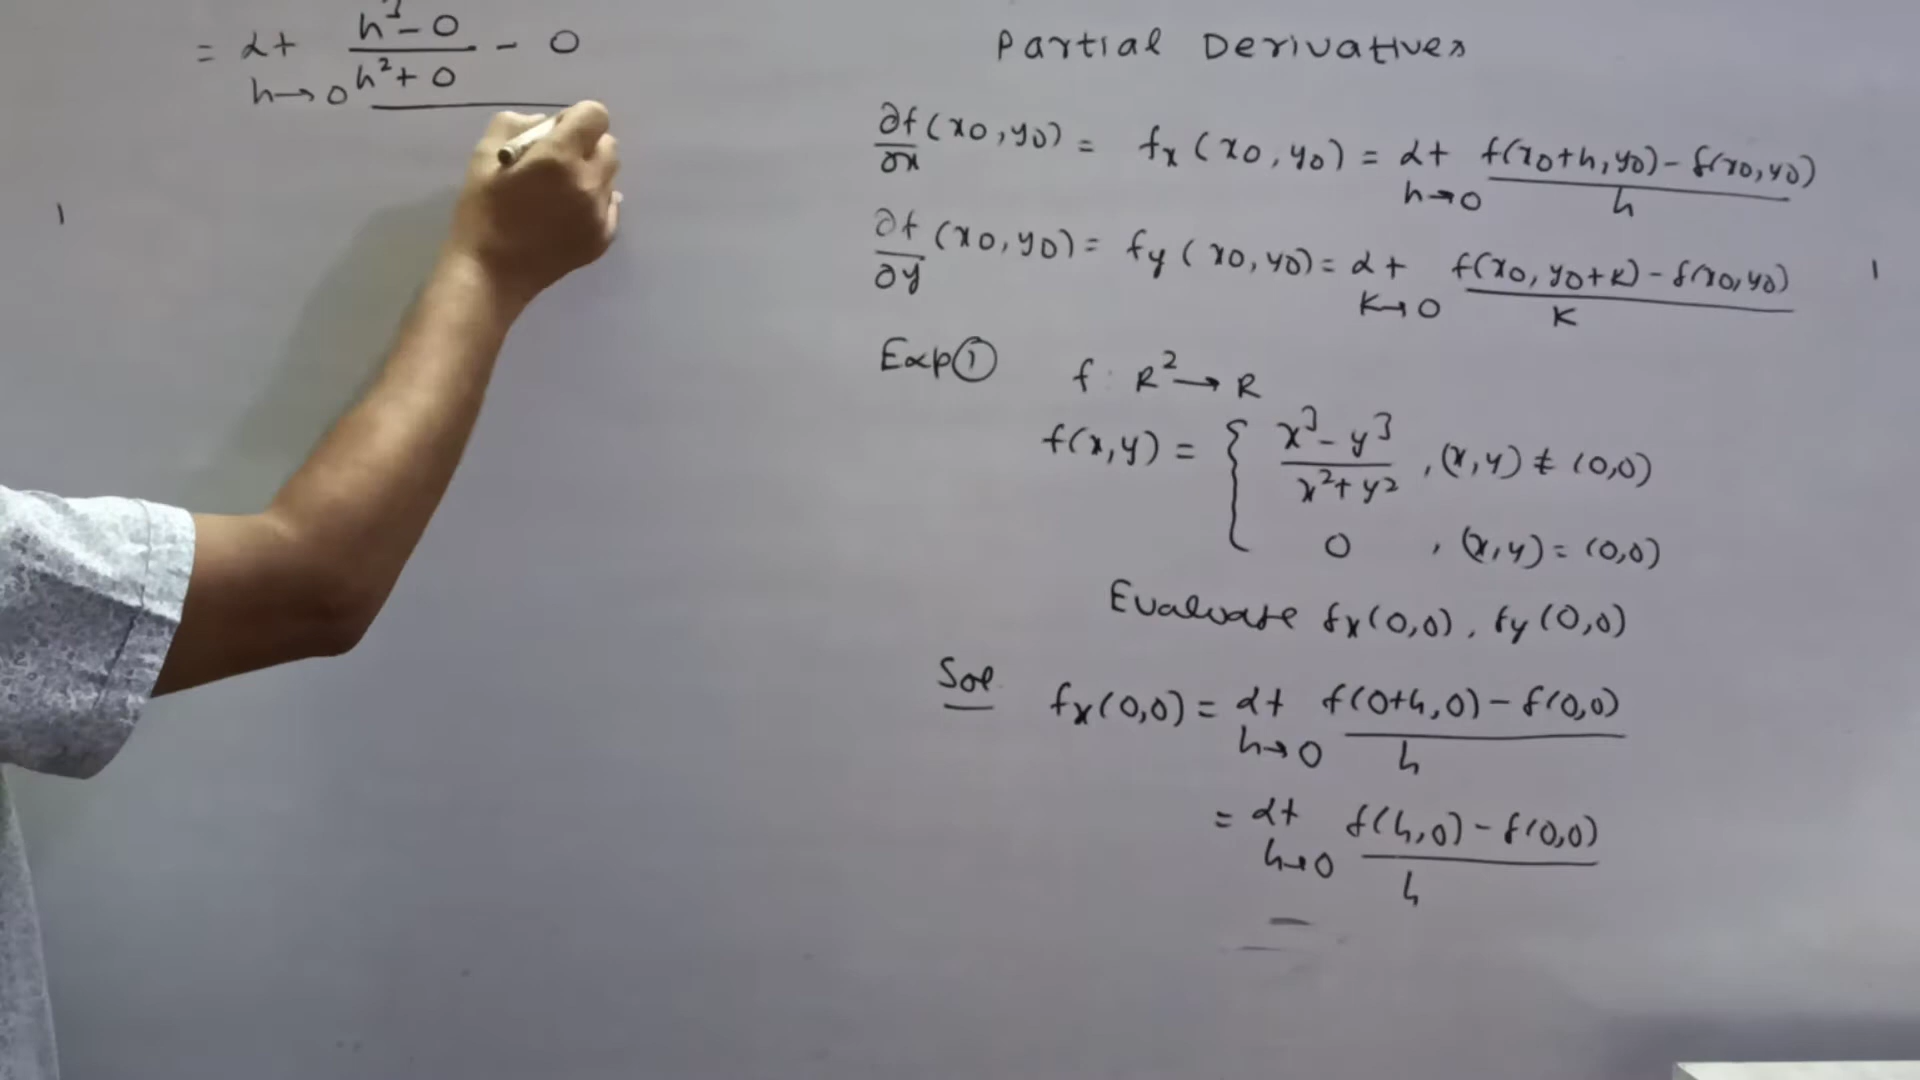 = Lt h³ - 0 / h² + 0 - 0
h→0
Partial Derivatives
∂f/∂x (x0, y0) = fx (x0, y0) = Lt h→0 f(x0+h, y0) - f(x0, y0) / h
∂f/∂y (x0, y0) = fy (x0, y0) = Lt K→0 f(x0, y0+K) - f(x0, y0) / K
Exp ①
f : R² → R
f(x,y) = { x³ - y³ / x² + y² , (x,y) ≠ (0,0)
0 , (x,y) = (0,0)
Evaluate fx(0,0), fy(0,0)
Sol fx(0,0) = Lt h→0 f(0+h, 0) - f(0,0) / h
= Lt h→0 f(h,0) - f(0,0) / h
=